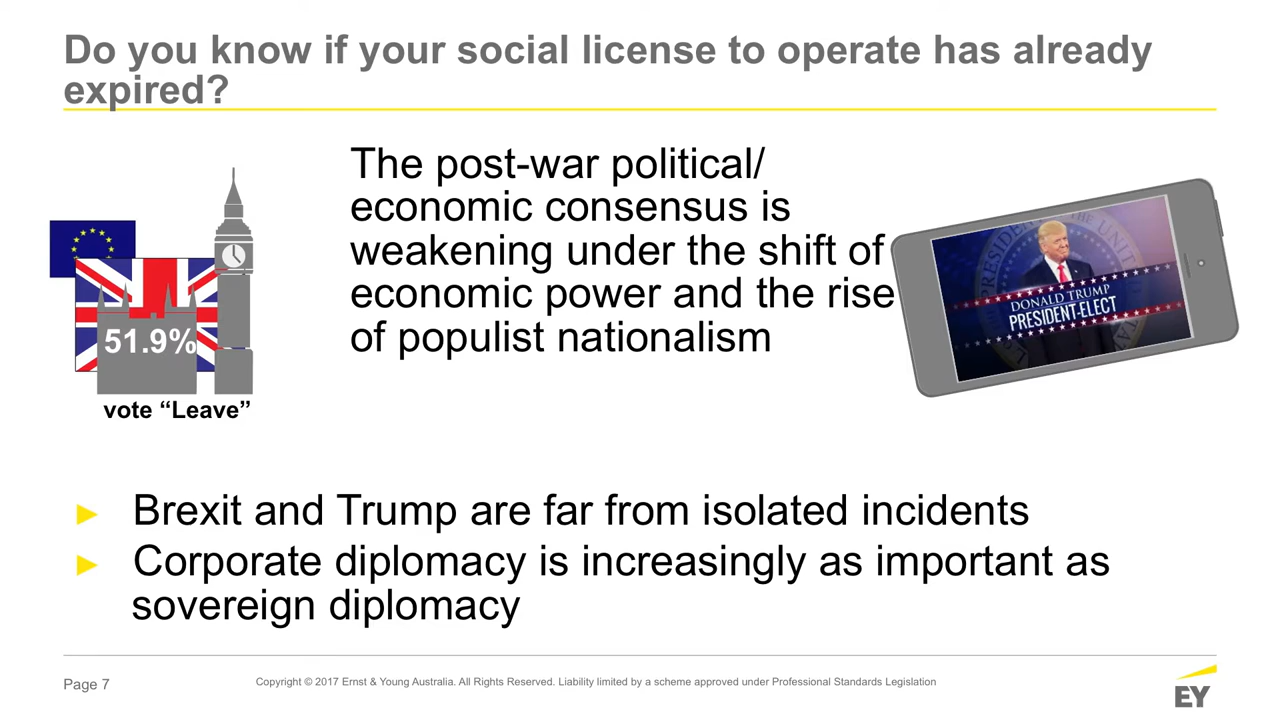 Do you know if your social license to operate has already
expired?
The post-war political/
economic consensus is
weakening under the shift of
economic power and the rise
of populist nationalism
51.9%
vote “Leave”
DONALD TRUMP
PRESIDENT-ELECT
► Brexit and Trump are far from isolated incidents
► Corporate diplomacy is increasingly as important as
sovereign diplomacy
Page 7
Copyright © 2017 Ernst & Young Australia. All Rights Reserved. Liability limited by a scheme approved under Professional Standards Legislation
EY